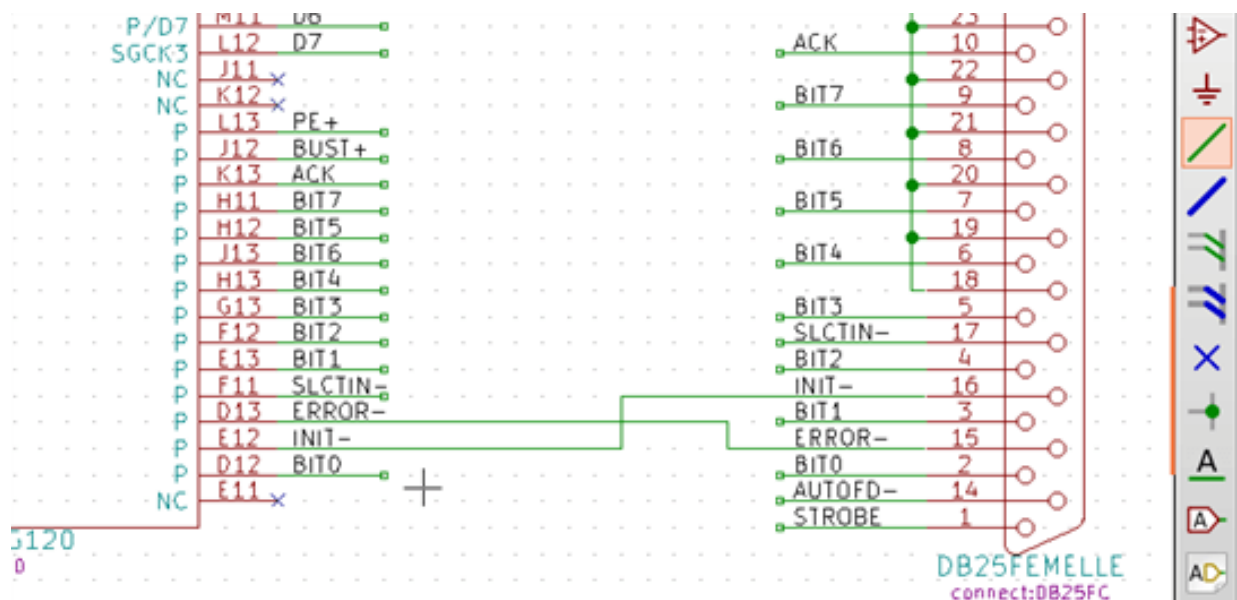 P/D7 M11 D6
SGCK3 L12 D7
NC J11
NC K12
P L13 PE+
P J12 BUST+
P K13 ACK
P H11 BIT7
P H12 BIT5
P J13 BIT6
P H13 BIT4
P G13 BIT3
P F12 BIT2
P E13 BIT1
P F11 SLCTIN-
P D13 ERROR-
P E12 INIT-
P D12 BIT0
NC E11
G120
23
ACK 10
22
BIT7 9
21
BIT6 8
20
BIT5 7
19
BIT4 6
18
BIT3 5
SLCTIN- 17
BIT2 4
INIT- 16
BIT1 3
ERROR- 15
BIT0 2
AUTOFD- 14
STROBE 1
DB25FEMELLE
connect:DB25FC
A
A
AD